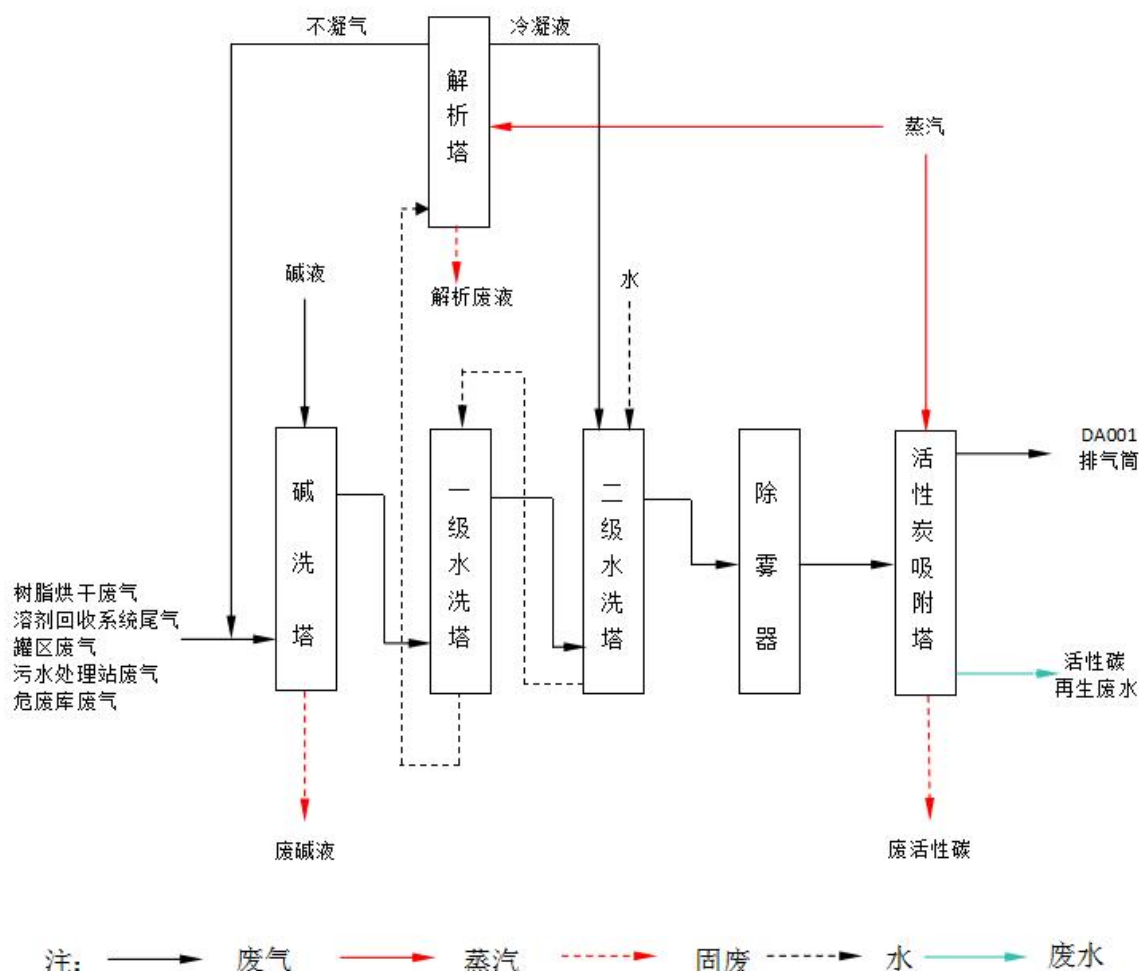 不凝气
冷凝液
解析塔
蒸汽
碱液
解析废液
水
碱洗塔
一级水洗塔
二级水洗塔
除雾器
活性炭吸附塔
DA001
排气筒
树脂烘干废气
溶剂回收系统尾气
罐区废气
污水处理站废气
危废库废气
活性碳
再生废水
废碱液
废活性碳
注： 废气 蒸汽 固废 水 废水